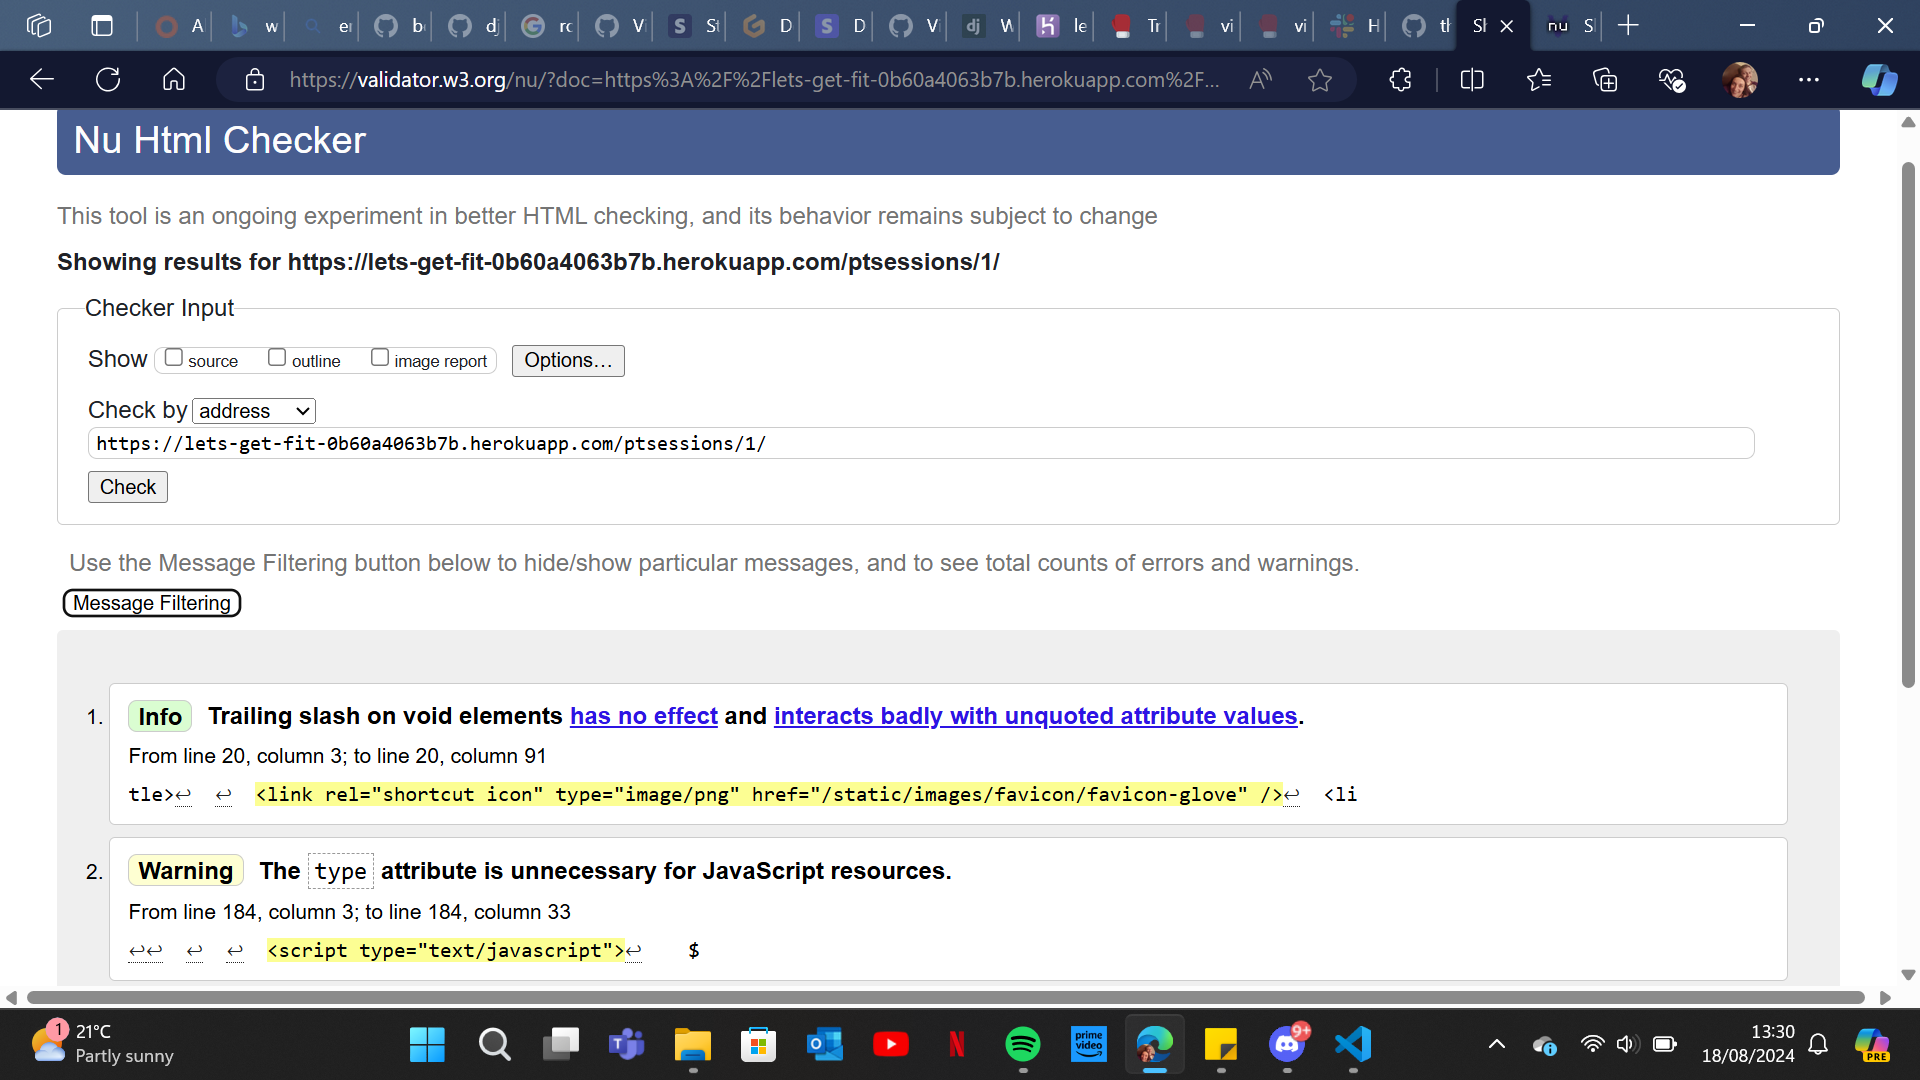 https://validator.w3.org/nu/?doc=https%3A%2F%2Flets-get-fit-0b60a4063b7b.herokuapp.com%2F...
Nu Html Checker
This tool is an ongoing experiment in better HTML checking, and its behavior remains subject to change
Showing results for https://lets-get-fit-0b60a4063b7b.herokuapp.com/ptsessions/1/
Checker Input
Show source outline image report Options...
Check by address
https://lets-get-fit-0b60a4063b7b.herokuapp.com/ptsessions/1/
Check
Use the Message Filtering button below to hide/show particular messages, and to see total counts of errors and warnings.
Message Filtering
1. Info Trailing slash on void elements has no effect and interacts badly with unquoted attribute values.
From line 20, column 3; to line 20, column 91
tle>↩ ↩ <link rel="shortcut icon" type="image/png" href="/static/images/favicon/favicon-glove" />↩ <li
2. Warning The type attribute is unnecessary for JavaScript resources.
From line 184, column 3; to line 184, column 33
↩↩ ↩ ↩ <script type="text/javascript">↩ $
1 21°C
Partly sunny
prime video
9+
13:30
18/08/2024
PRE